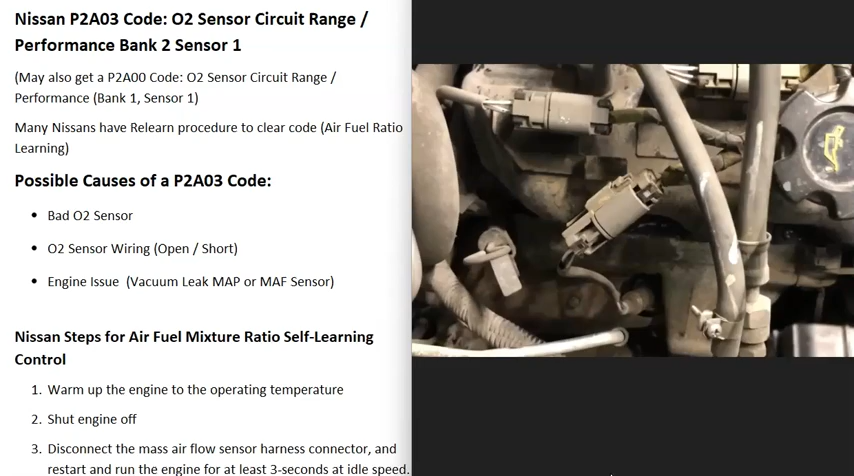 Nissan P2A03 Code: O2 Sensor Circuit Range /
Performance Bank 2 Sensor 1
(May also get a P2A00 Code: O2 Sensor Circuit Range /
Performance (Bank 1, Sensor 1)
Many Nissans have Relearn procedure to clear code (Air Fuel Ratio
Learning)
Possible Causes of a P2A03 Code:
• Bad O2 Sensor
• O2 Sensor Wiring (Open / Short)
• Engine Issue  (Vacuum Leak MAP or MAF Sensor)
Nissan Steps for Air Fuel Mixture Ratio Self-Learning
Control
1. Warm up the engine to the operating temperature
2. Shut engine off
3. Disconnect the mass air flow sensor harness connector, and
restart and run the engine for at least 3-seconds at idle speed.